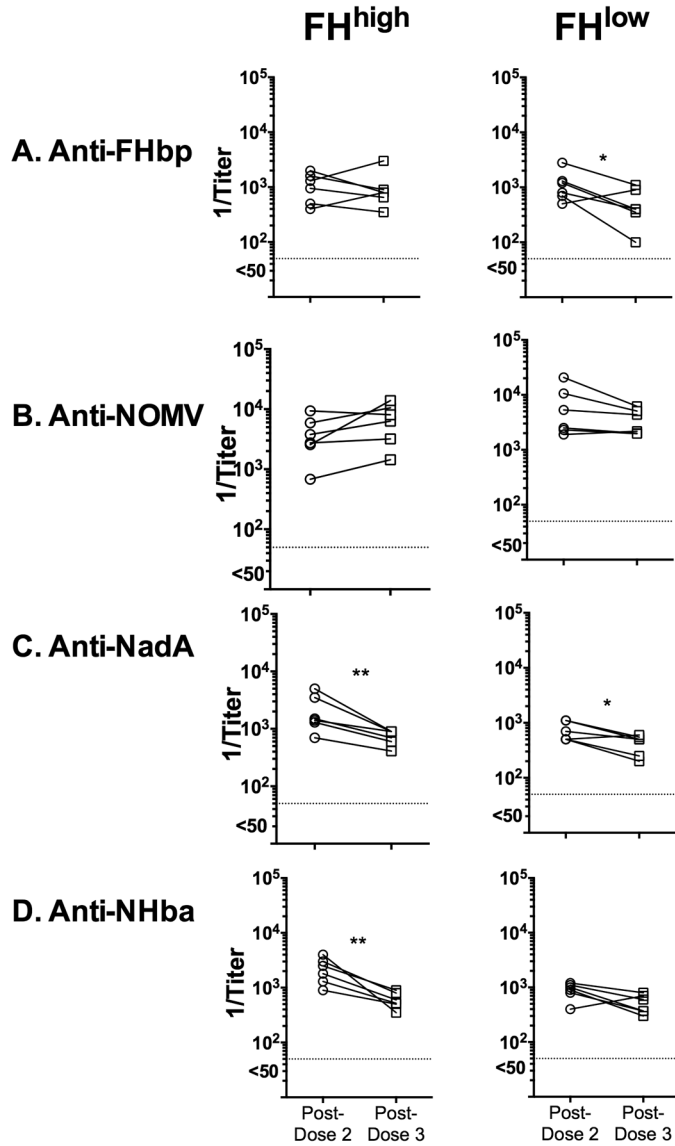 FH^high FH^low
A. Anti-FHbp
1/Titer
10^5 10^5
10^4 10^4
*
10^3 10^3
10^2 10^2
<50 <50
B. Anti-NOMV
1/Titer
10^5 10^5
10^4 10^4
10^3 10^3
10^2 10^2
<50 <50
C. Anti-NadA
1/Titer
10^5 10^5
10^4 10^4
** *
10^3 10^3
10^2 10^2
<50 <50
D. Anti-NHba
1/Titer
10^5 10^5
10^4 10^4
**
10^3 10^3
10^2 10^2
<50 <50
Post- Post- Post- Post-
Dose 2 Dose 3 Dose 2 Dose 3